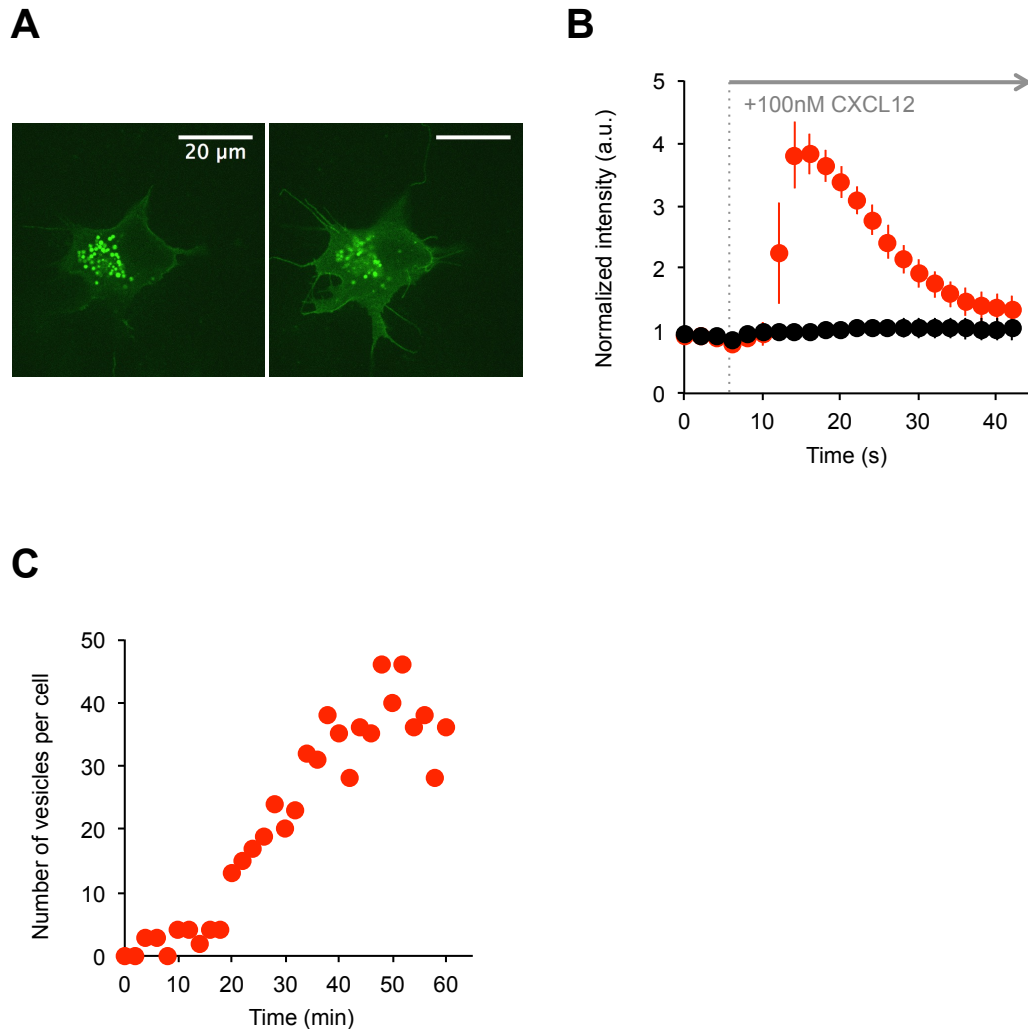 A
20 µm
B
Normalized intensity (a.u.)
5
4
3
2
1
0
+100nM CXCL12
0 10 20 30 40
Time (s)
C
Number of vesicles per cell
50
40
30
20
10
0
0 10 20 30 40 50 60
Time (min)